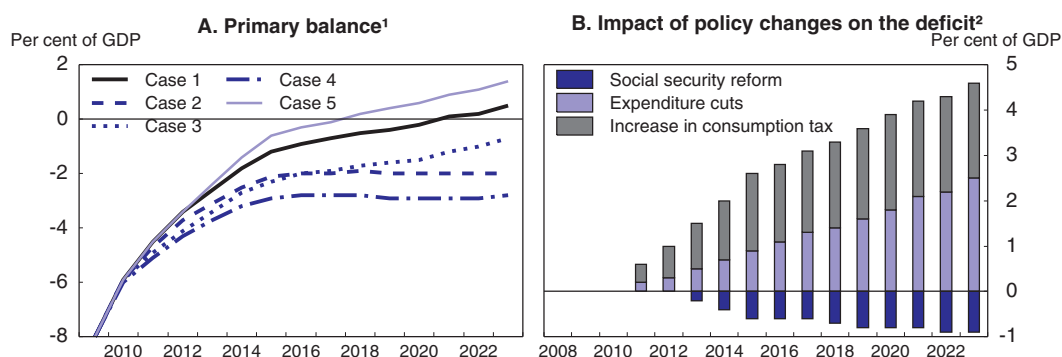 A. Primary balance¹
Per cent of GDP
2
0
-2
-4
-6
-8
Case 1
Case 2
Case 3
Case 4
Case 5
2010 2012 2014 2016 2018 2020 2022
B. Impact of policy changes on the deficit²
Per cent of GDP
5
4
3
2
1
0
-1
Social security reform
Expenditure cuts
Increase in consumption tax
2008 2010 2012 2014 2016 2018 2020 2022